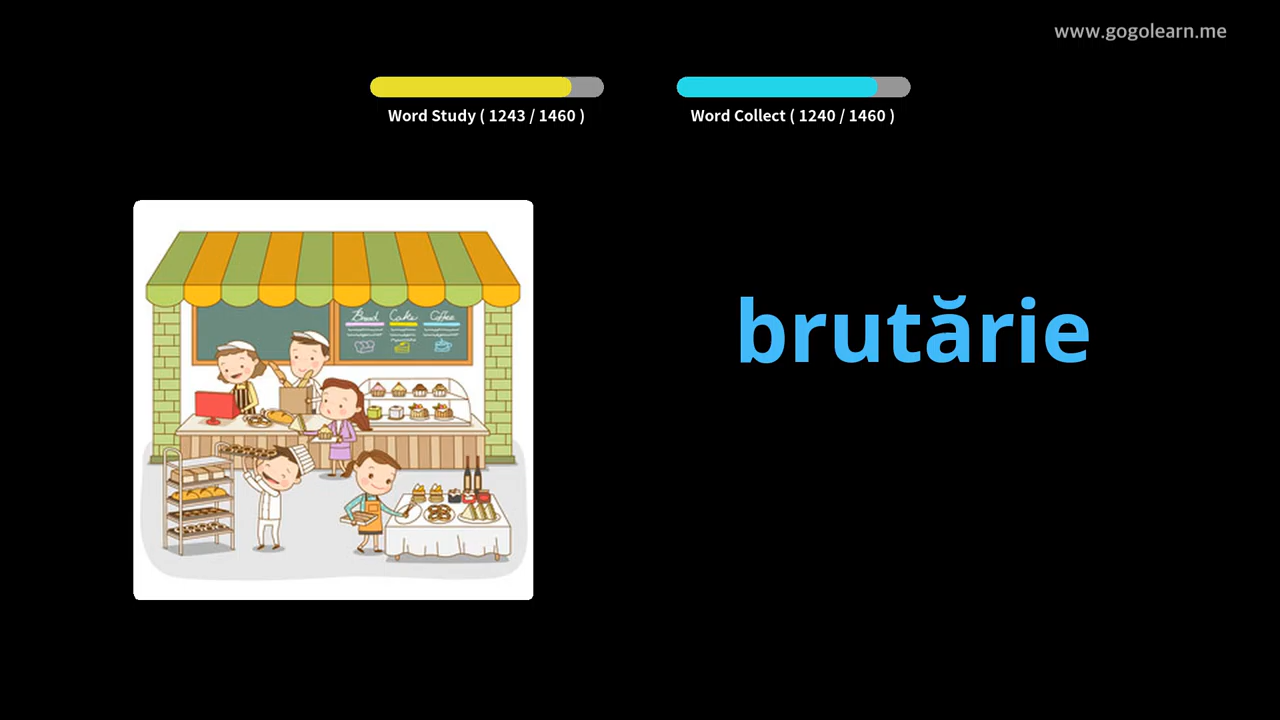 www.gogolearn.me
Word Study ( 1243 / 1460 )
Word Collect ( 1240 / 1460 )
brutărie
Bread Cake Coffee